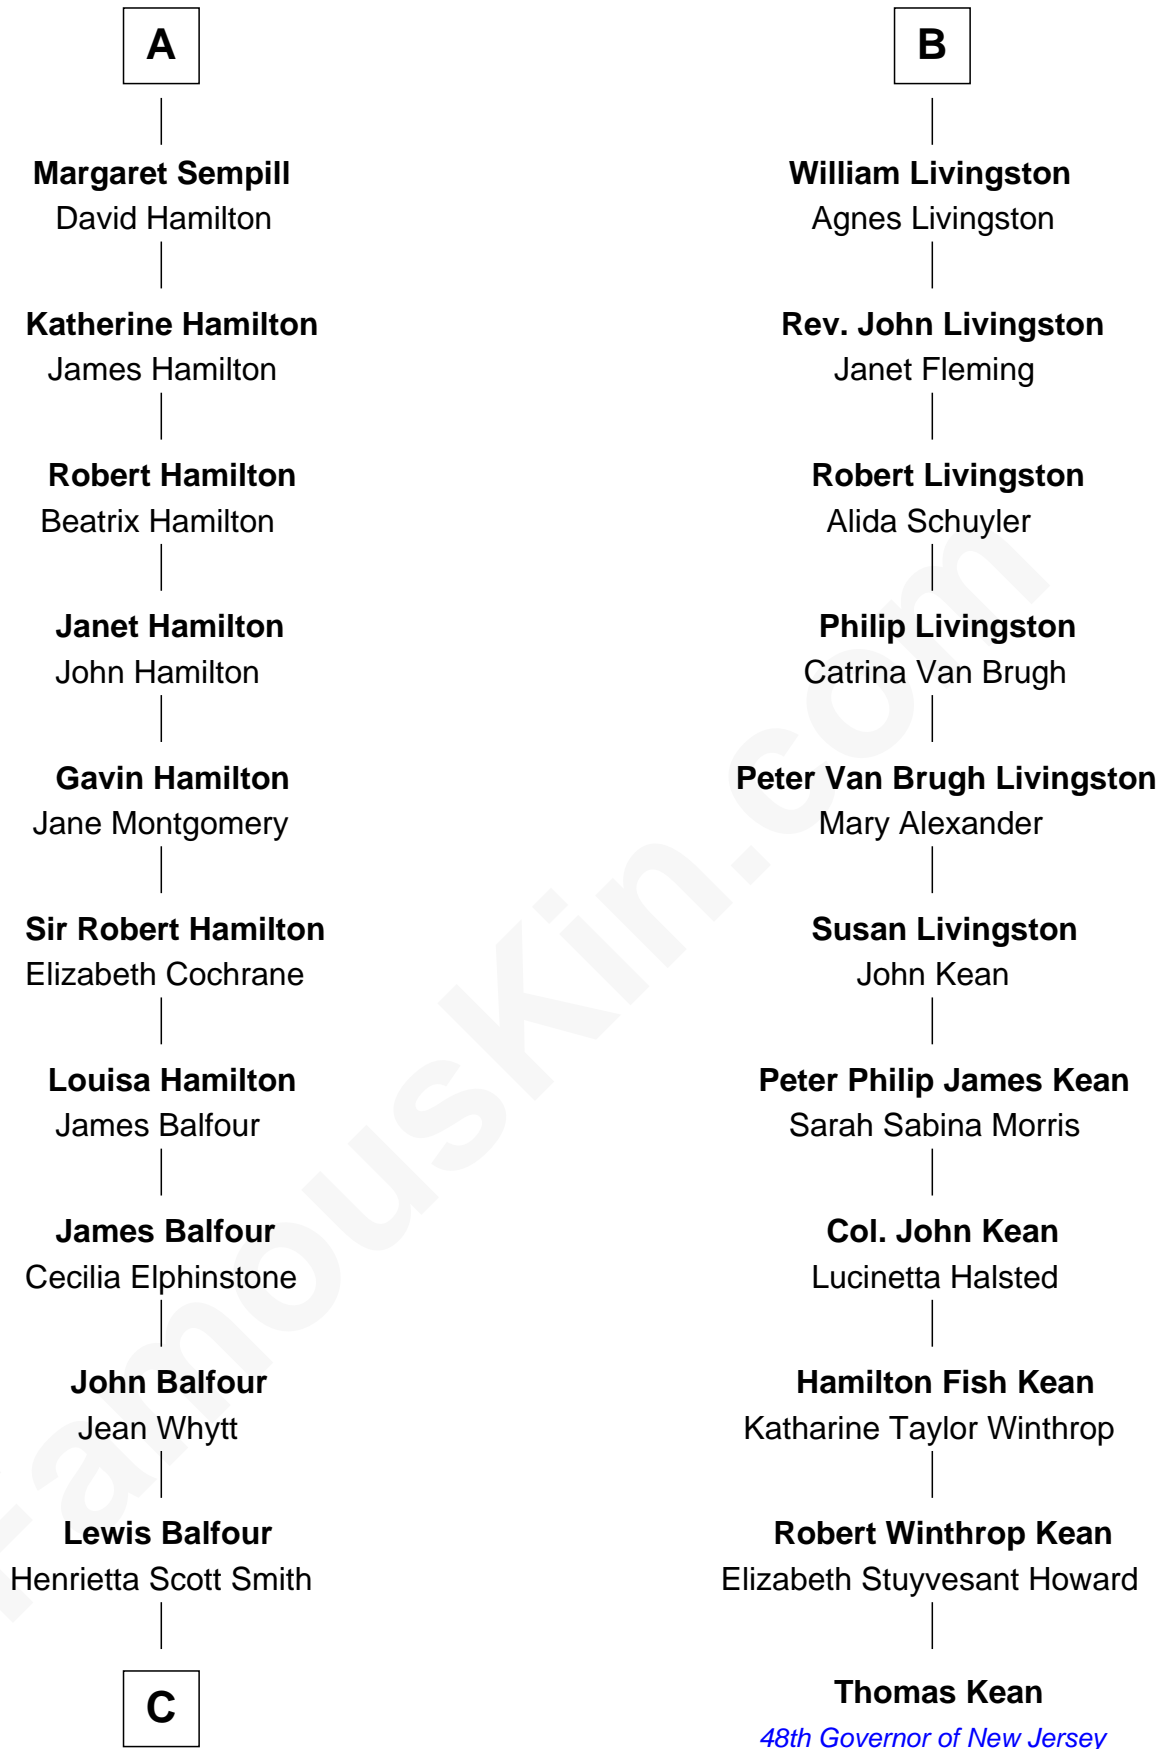 A
Margaret Sempill
David Hamilton
Katherine Hamilton
James Hamilton
Robert Hamilton
Beatrix Hamilton
Janet Hamilton
John Hamilton
Gavin Hamilton
Jane Montgomery
Sir Robert Hamilton
Elizabeth Cochrane
Louisa Hamilton
James Balfour
James Balfour
Cecilia Elphinstone
John Balfour
Jean Whytt
Lewis Balfour
Henrietta Scott Smith
C
B
William Livingston
Agnes Livingston
Rev. John Livingston
Janet Fleming
Robert Livingston
Alida Schuyler
Philip Livingston
Catrina Van Brugh
Peter Van Brugh Livingston
Mary Alexander
Susan Livingston
John Kean
Peter Philip James Kean
Sarah Sabina Morris
Col. John Kean
Lucinetta Halsted
Hamilton Fish Kean
Katharine Taylor Winthrop
Robert Winthrop Kean
Elizabeth Stuyvesant Howard
Thomas Kean
48th Governor of New Jersey
FamousKin.com